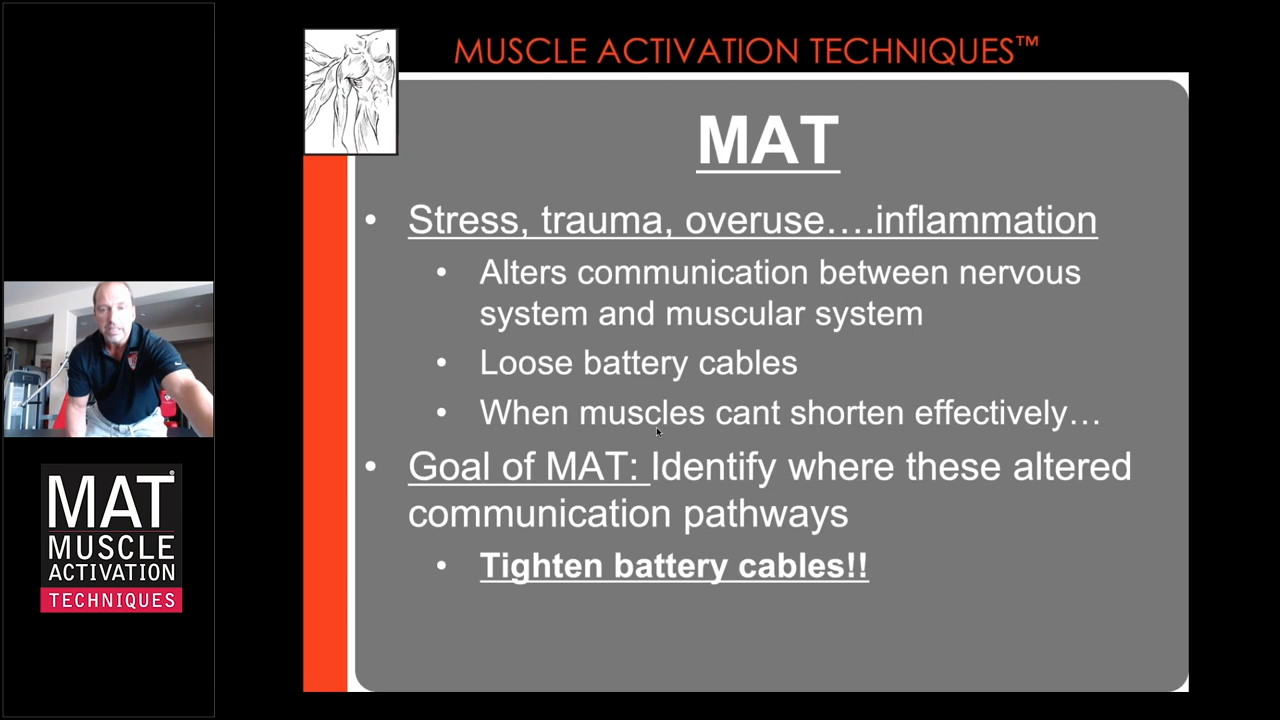 MUSCLE ACTIVATION TECHNIQUES™
MAT
• Stress, trauma, overuse….inflammation
• Alters communication between nervous
system and muscular system
• Loose battery cables
• When muscles cant shorten effectively…
• Goal of MAT: Identify where these altered
communication pathways
• Tighten battery cables!!
MAT®
MUSCLE
ACTIVATION
TECHNIQUES